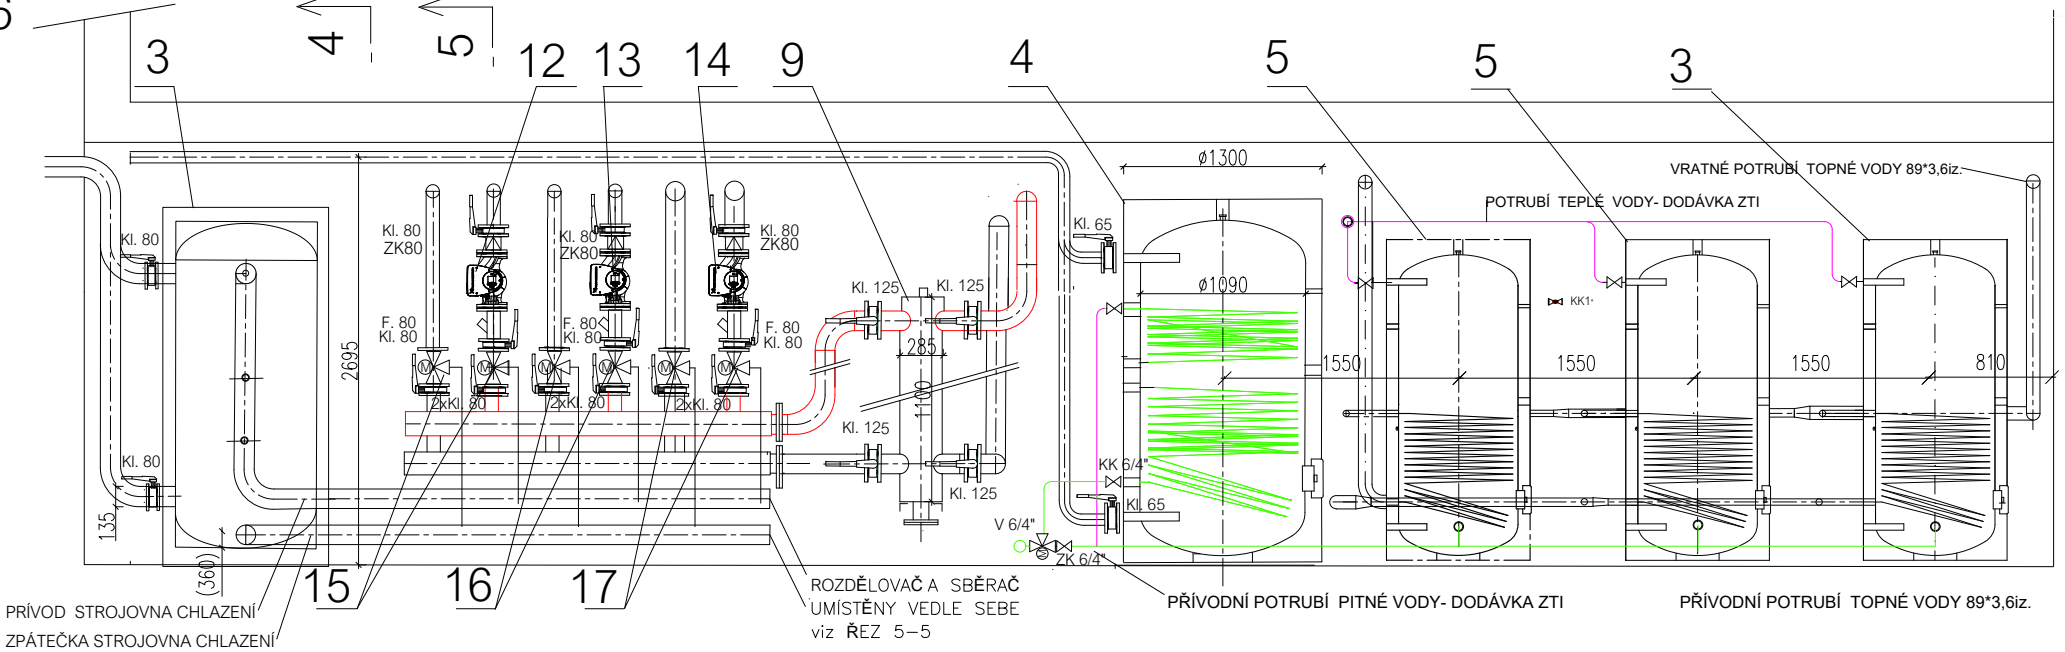 6
4
5
3
12
13
14
9
4
5
5
3
ø1300
VRATNÉ POTRUBÍ TOPNÉ VODY 89*3,6iz.
POTRUBÍ TEPLÉ VODY- DODÁVKA ZTI
Kl. 80
Kl. 80
ZK80
Kl. 80
ZK80
Kl. 80
ZK80
Kl. 65
Kl. 125
Kl. 125
ø1090
KK1"
F. 80
Kl. 80
F. 80
Kl. 80
F. 80
Kl. 80
2695
285
1100
1550
1550
1550
810
M
M
M
M
M
M
2xKl. 80
2xKl. 80
2xKl. 80
Kl. 125
Kl. 80
KK 6/4"
Kl. 125
Kl. 65
135
V 6/4"
M
ZK 6/4"
(360)
15
16
17
ROZDĚLOVAČ A SBĚRAČ
UMÍSTĚNY VEDLE SEBE
viz ŘEZ 5-5
PŘÍVODNÍ POTRUBÍ PITNÉ VODY- DODÁVKA ZTI
PŘÍVODNÍ POTRUBÍ TOPNÉ VODY 89*3,6iz.
PRÍVOD STROJOVNA CHLAZENÍ
ZPÁTEČKA STROJOVNA CHLAZENÍ